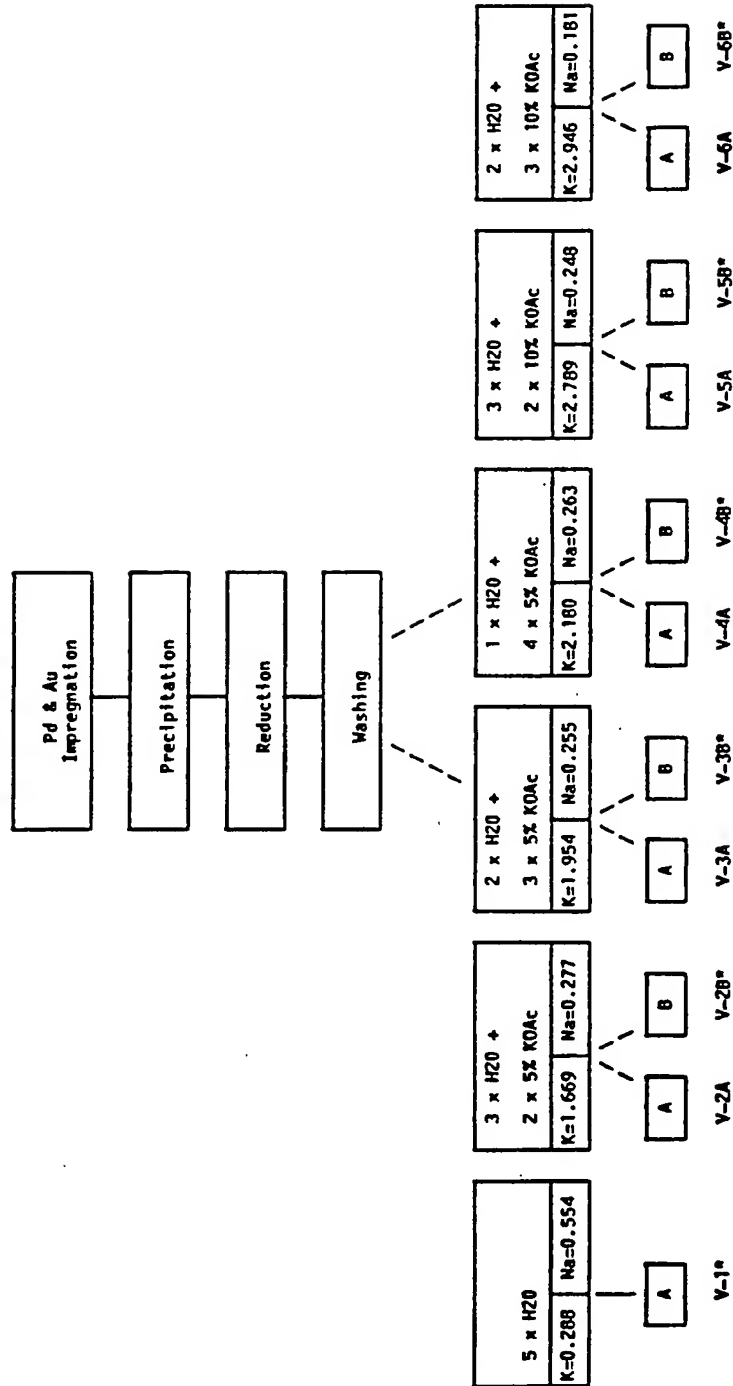 Pd & Au
Impregnation
Precipitation
Reduction
Washing
5 x H2O
K=0.288 Na=0.554
A
V-1*
3 x H2O +
2 x 5% KOAc
K=1.669 Na=0.277
A B
V-2A V-2B*
2 x H2O +
3 x 5% KOAc
K=1.954 Na=0.255
A B
V-3A V-3B*
1 x H2O +
4 x 5% KOAc
K=2.180 Na=0.263
A B
V-4A V-4B*
3 x H2O +
2 x 10% KOAc
K=2.789 Na=0.248
A B
V-5A V-5B*
2 x H2O +
3 x 10% KOAc
K=2.946 Na=0.181
A B
V-6A V-6B*